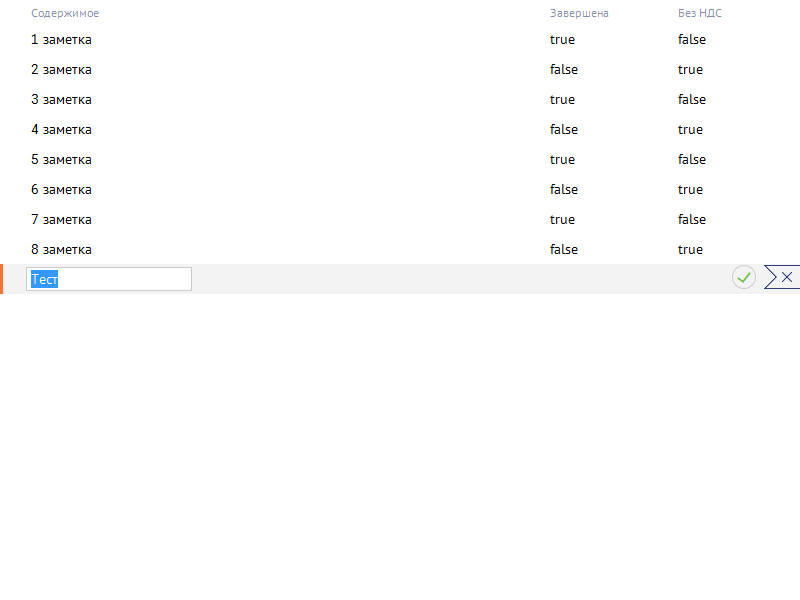 Содержимое Завершена Без НДС
1 заметка true false
2 заметка false true
3 заметка true false
4 заметка false true
5 заметка true false
6 заметка false true
7 заметка true false
8 заметка false true
Тест